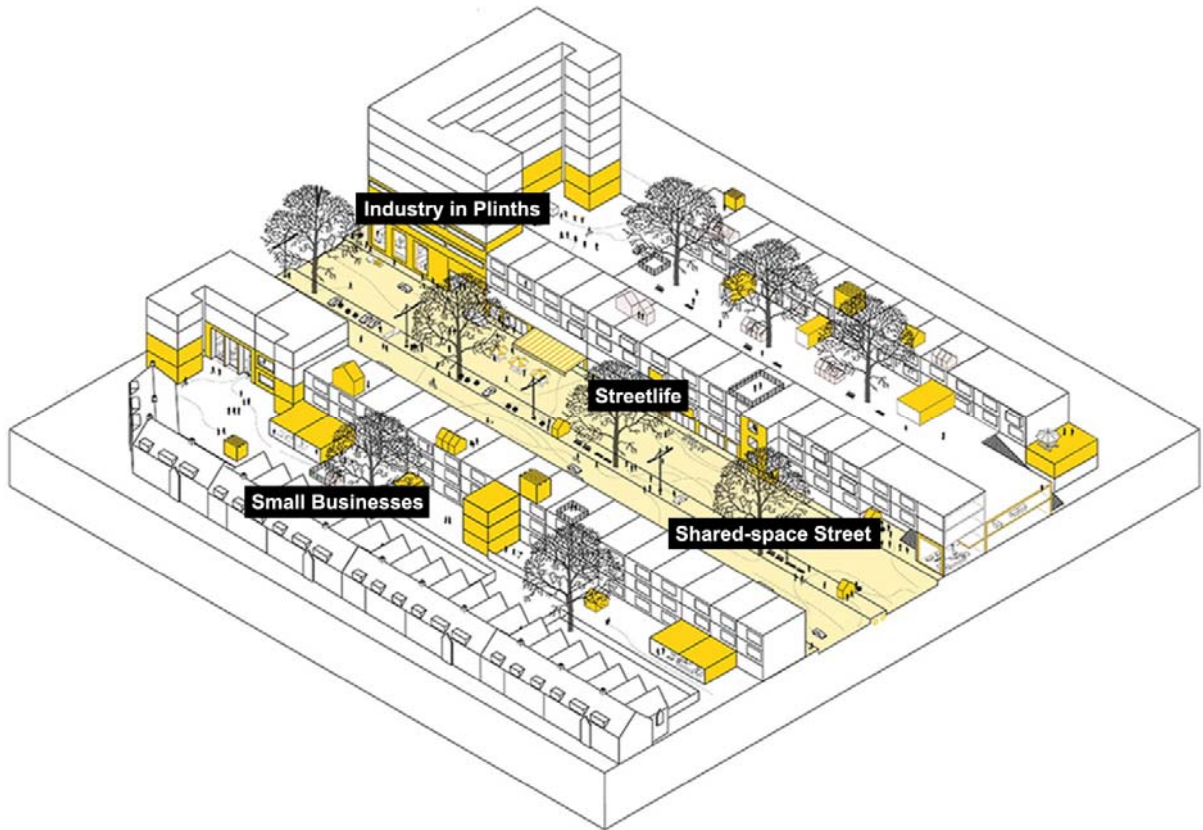 Industry in Plinths
Streetlife
Small Businesses
Shared-space Street